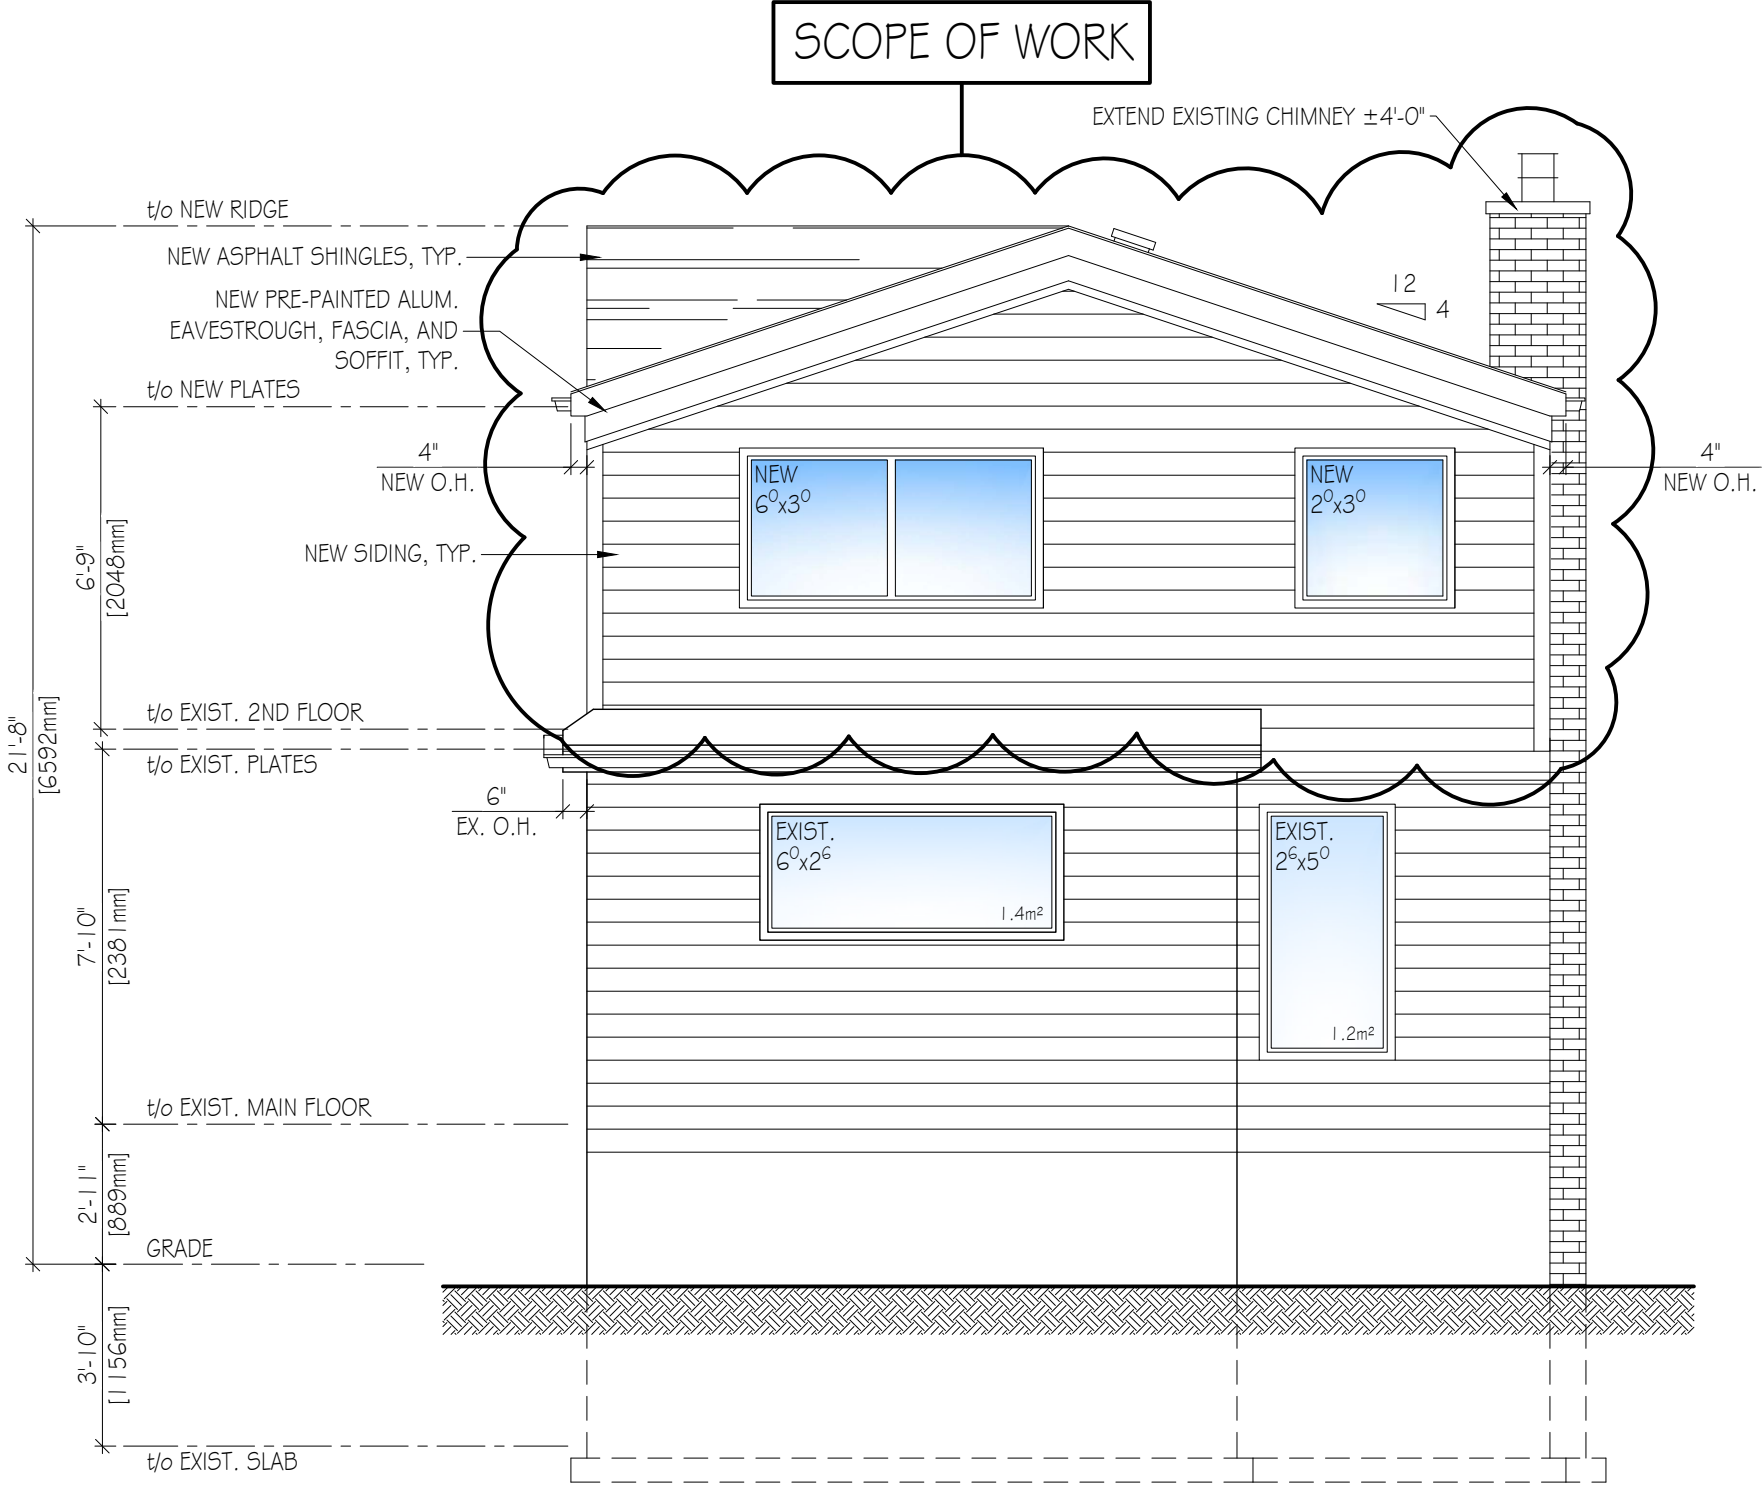 SCOPE OF WORK
EXTEND EXISTING CHIMNEY ±4'-0"
t/o NEW RIDGE
NEW ASPHALT SHINGLES, TYP.
NEW PRE-PAINTED ALUM.
EAVESTROUGH, FASCIA, AND
SOFFIT, TYP.
12
4
t/o NEW PLATES
4"
NEW O.H.
4"
NEW O.H.
NEW
6⁰x3⁰
NEW
2⁰x3⁰
NEW SIDING, TYP.
6'-9"
[2048mm]
t/o EXIST. 2ND FLOOR
t/o EXIST. PLATES
21'-8"
[6592mm]
6"
EX. O.H.
EXIST.
6⁰x2⁶
1.4m²
EXIST.
2⁶x5⁰
1.2m²
7'-10"
[2381mm]
t/o EXIST. MAIN FLOOR
2'-11"
[889mm]
GRADE
3'-10"
[1156mm]
t/o EXIST. SLAB